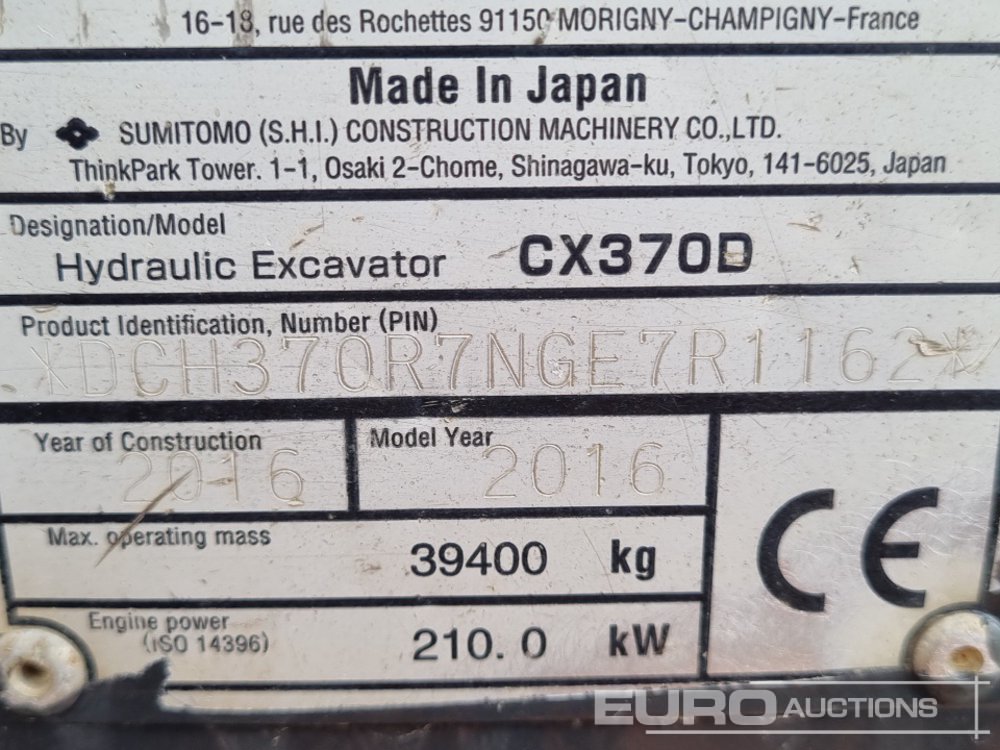 16-18, rue des Rochettes 91150 MORIGNY-CHAMPIGNY-France
Made In Japan
By SUMITOMO (S.H.I.) CONSTRUCTION MACHINERY CO.,LTD.
ThinkPark Tower. 1-1, Osaki 2-Chome, Shinagawa-ku, Tokyo, 141-6025, Japan
Designation/Model
Hydraulic Excavator CX370D
Product Identification, Number (PIN)
*DCH370R7NGE7R1162*
Year of Construction Model Year
2016 2016
Max. operating mass 39400 kg
Engine power
(ISO 14396) 210.0 kW
CE
EURO AUCTIONS